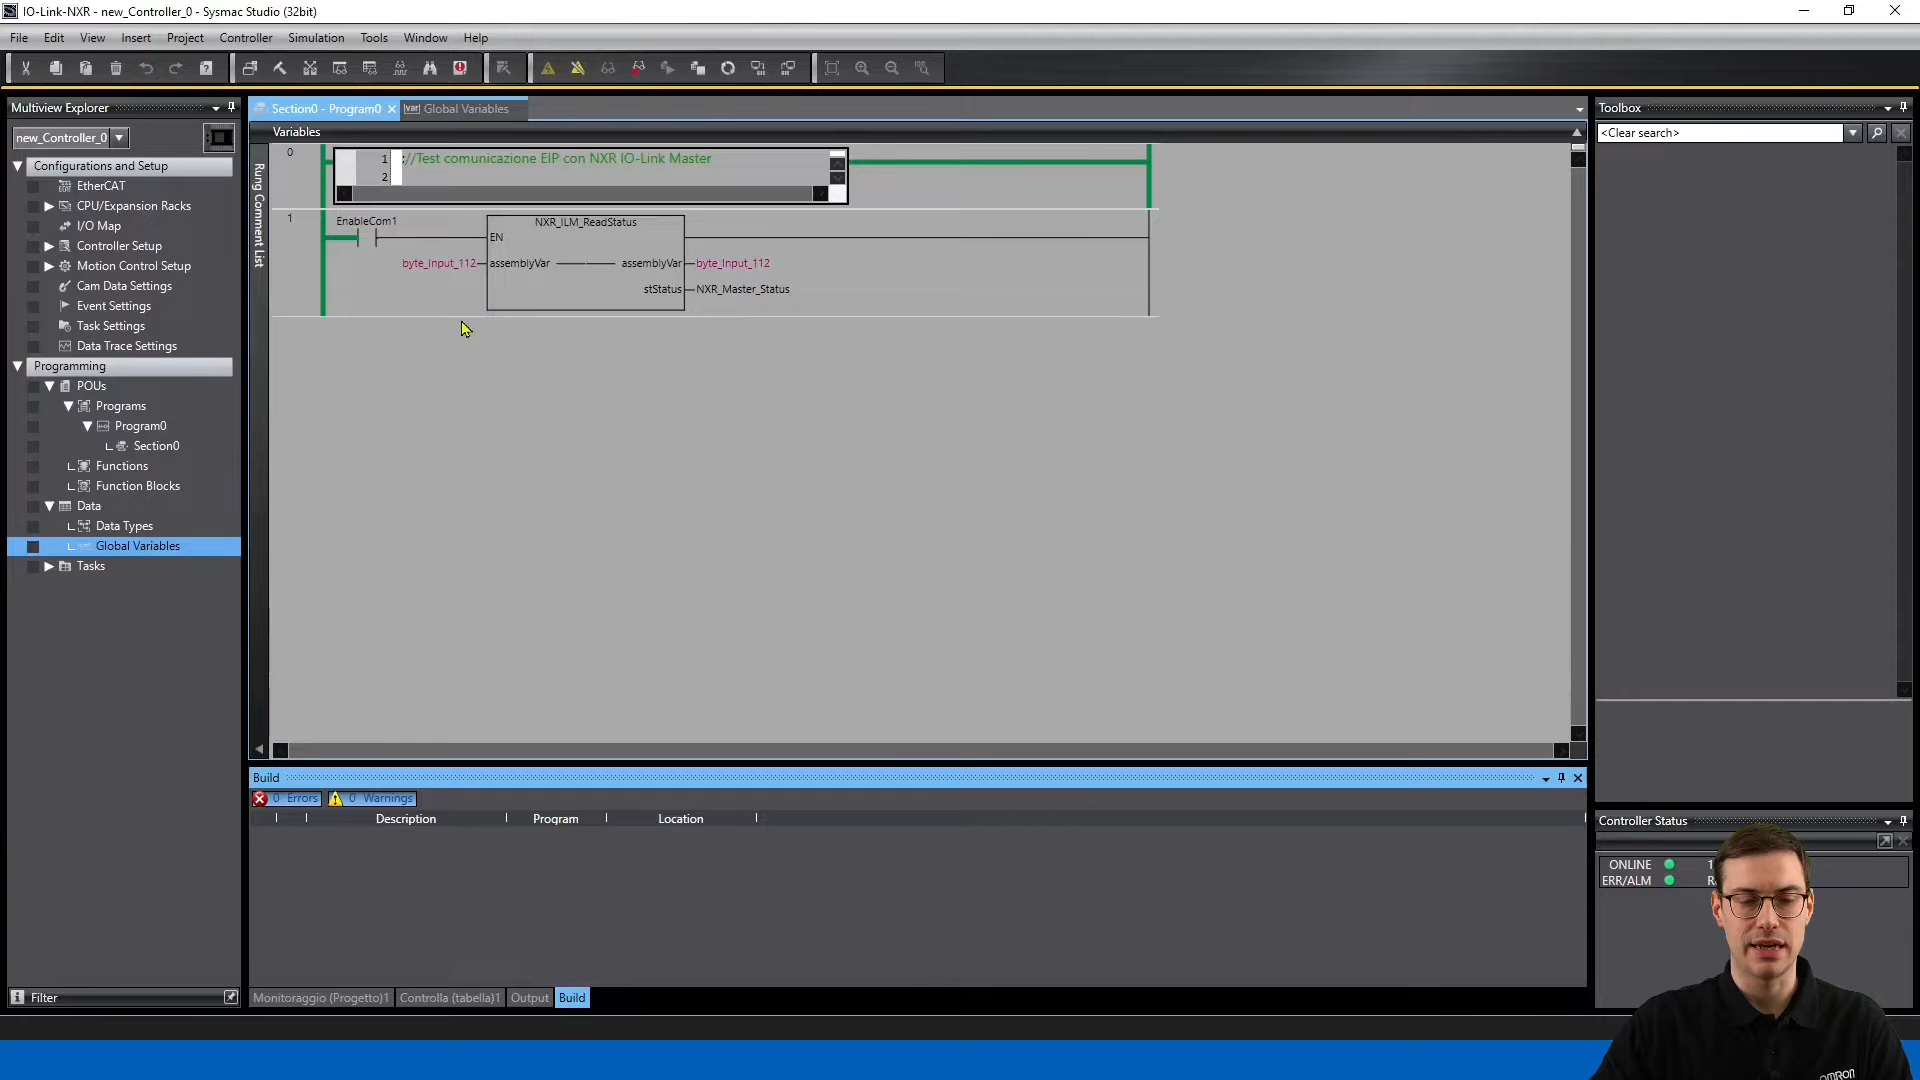 IO-Link-NXR - new_Controller_0 - Sysmac Studio (32bit)
File Edit View Insert Project Controller Simulation Tools Window Help
Multiview Explorer
new_Controller_0
Configurations and Setup
EtherCAT
CPU/Expansion Racks
I/O Map
Controller Setup
Motion Control Setup
Cam Data Settings
Event Settings
Task Settings
Data Trace Settings
Programming
POUs
Programs
Program0
Section0
Functions
Function Blocks
Data
Data Types
Global Variables
Tasks
Filter
Section0 - Program0
Global Variables
Variables
Rung Comment List
0
1 ;//Test comunicazione EIP con NXR IO-Link Master
2
1
EnableCom1
NXR_ILM_ReadStatus
EN
byte_Input_112 assemblyVar assemblyVar byte_Input_112
stStatus NXR_Master_Status
Build
0 Errors 0 Warnings
Description Program Location
Monitoraggio (Progetto)1 Controlla (tabella)1 Output Build
Toolbox
<Clear search>
Controller Status
ONLINE 1
ERR/ALM R
OMRON